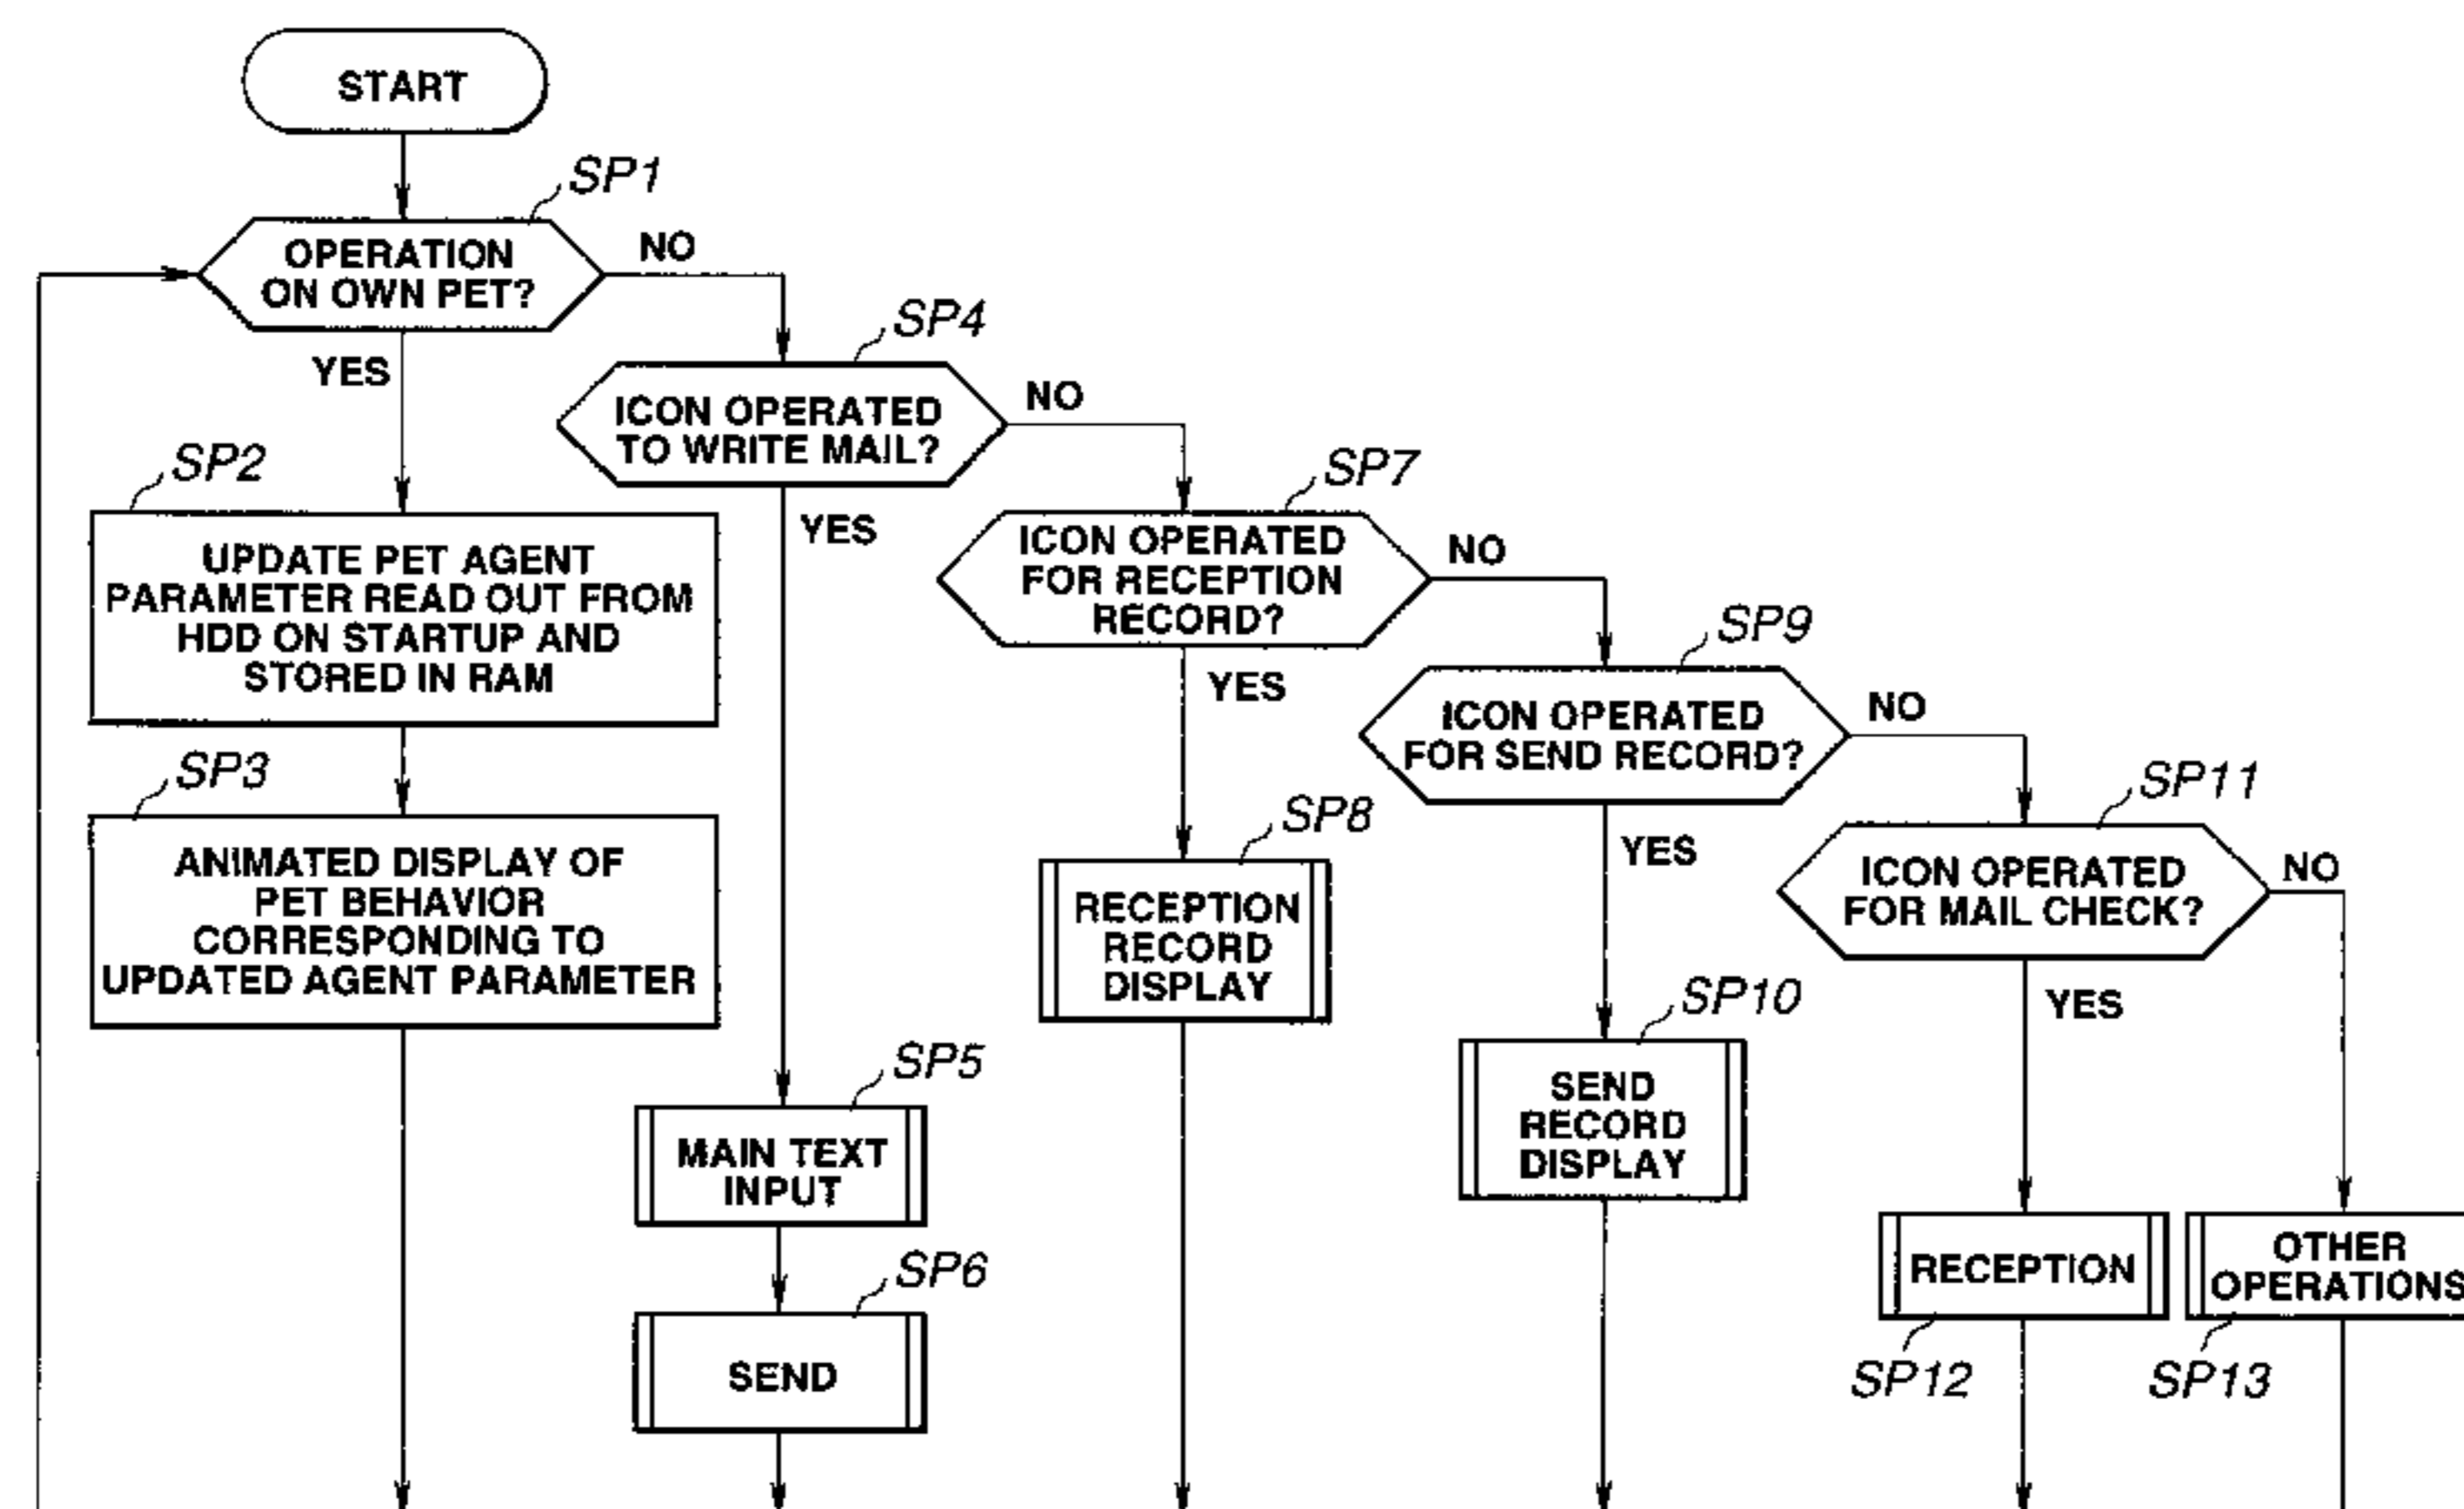 START
SP1
OPERATION
ON OWN PET?
NO
YES
SP4
ICON OPERATED
TO WRITE MAIL?
NO
YES
SP2
UPDATE PET AGENT
PARAMETER READ OUT FROM
HDD ON STARTUP AND
STORED IN RAM
SP7
ICON OPERATED
FOR RECEPTION
RECORD?
NO
YES
SP9
ICON OPERATED
FOR SEND RECORD?
NO
YES
SP3
ANIMATED DISPLAY OF
PET BEHAVIOR
CORRESPONDING TO
UPDATED AGENT PARAMETER
SP8
RECEPTION
RECORD
DISPLAY
SP11
ICON OPERATED
FOR MAIL CHECK?
NO
YES
SP10
SEND
RECORD
DISPLAY
SP5
MAIN TEXT
INPUT
SP6
SEND
RECEPTION
SP12
OTHER
OPERATIONS
SP13